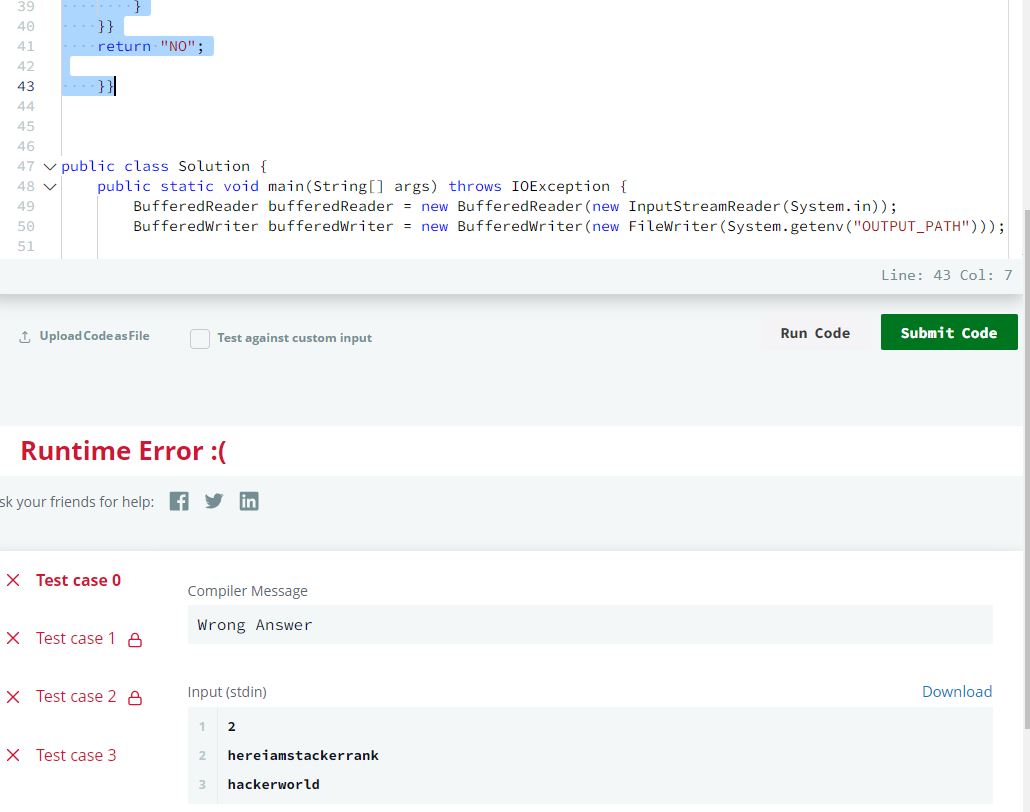 39 }
40 }}
41 return "NO";
42
43 }}
44
45
46
47 public class Solution {
48 public static void main(String[] args) throws IOException {
49 BufferedReader bufferedReader = new BufferedReader(new InputStreamReader(System.in));
50 BufferedWriter bufferedWriter = new BufferedWriter(new FileWriter(System.getenv("OUTPUT_PATH")));
51
Line: 43 Col: 7
Upload Code as File
Test against custom input
Run Code
Submit Code
Runtime Error :(
sk your friends for help:
Test case 0
Compiler Message
Wrong Answer
Test case 1
Test case 2
Input (stdin)
Download
1 2
Test case 3
2 hereiamstackerrank
3 hackerworld